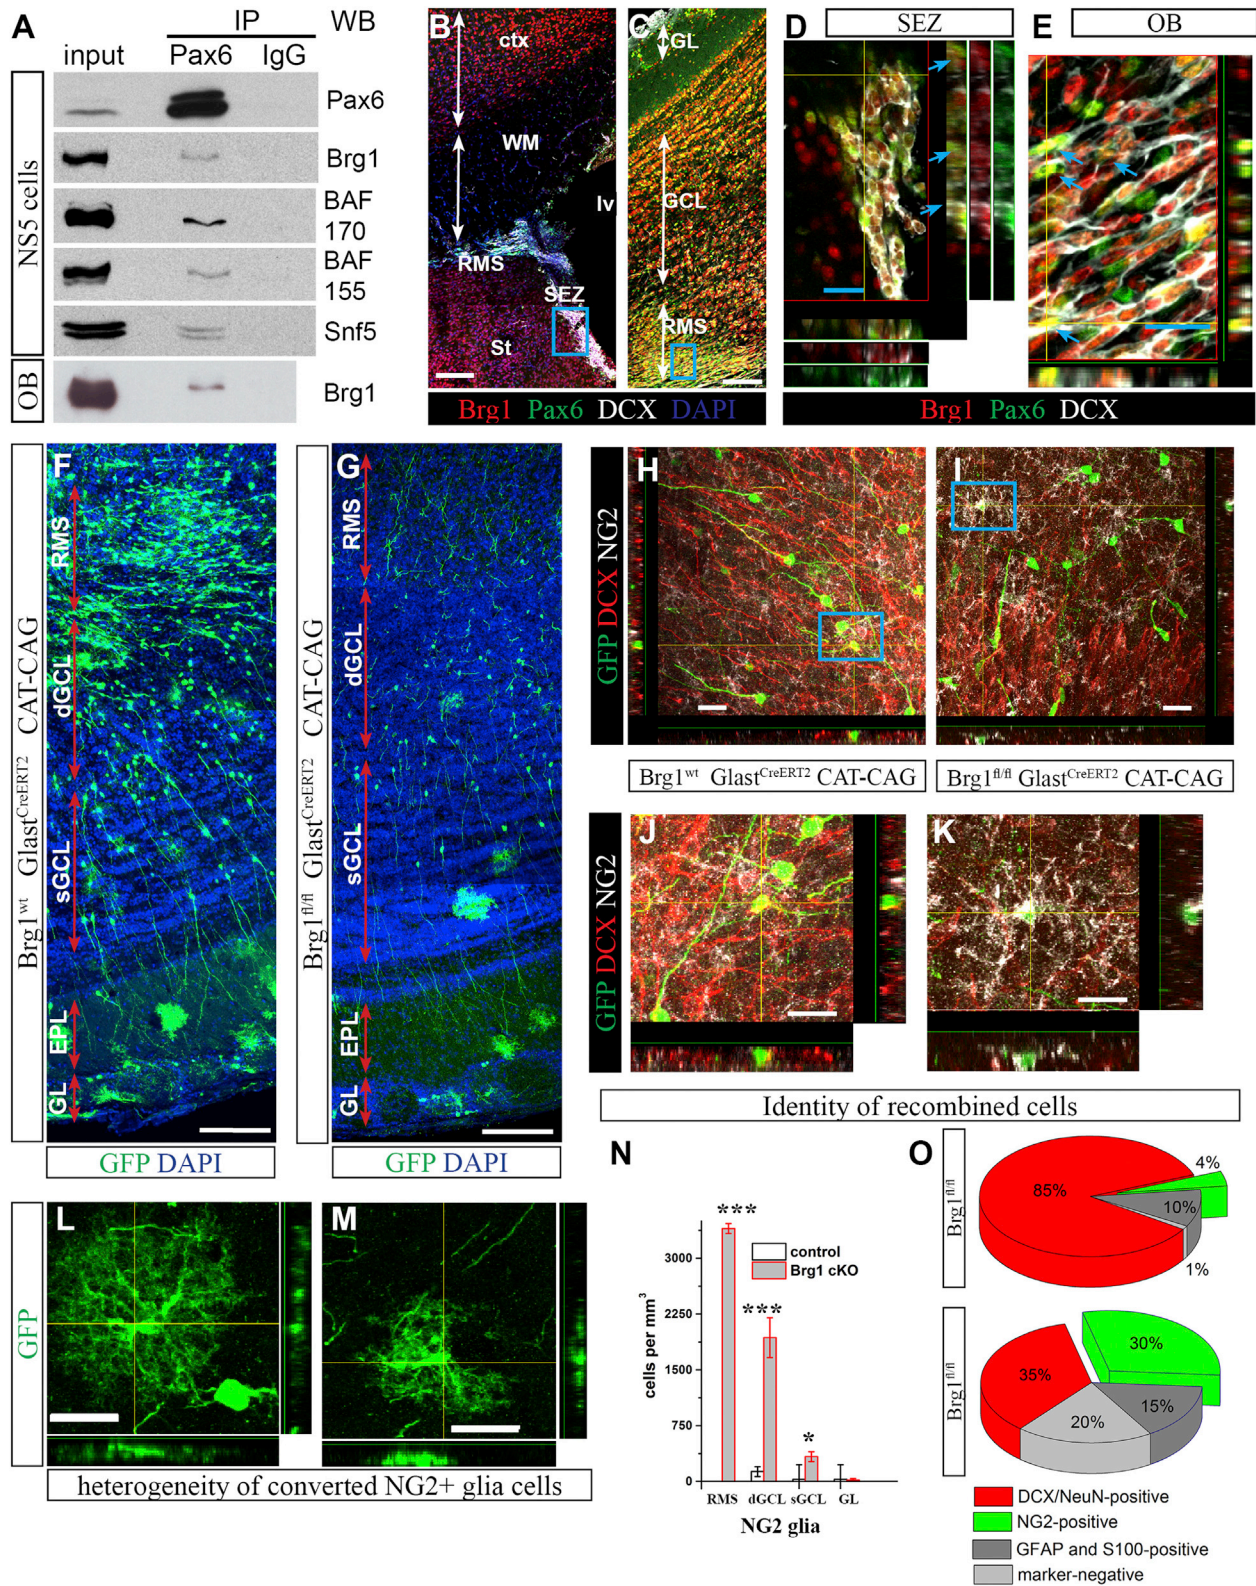 A
IP
WB
input Pax6 IgG
NS5 cells
Pax6
Brg1
BAF
170
BAF
155
Snf5
OB
Brg1
B
ctx
WM
lv
RMS
SEZ
St
C
GL
GCL
RMS
Brg1 Pax6 DCX DAPI
D
SEZ
E
OB
Brg1 Pax6 DCX
Brg1wt GlastCreERT2 CAT-CAG
F
RMS
dGCL
sGCL
EPL
GL
GFP DAPI
Brg1fl/fl GlastCreERT2 CAT-CAG
G
RMS
dGCL
sGCL
EPL
GL
GFP DAPI
GFP DCX NG2
H
I
Brg1wt GlastCreERT2 CAT-CAG
Brg1fl/fl GlastCreERT2 CAT-CAG
GFP DCX NG2
J
K
Identity of recombined cells
GFP
L
M
heterogeneity of converted NG2+ glia cells
N
***
***
*
control
Brg1 cKO
cells per mm3
3000
2250
1500
750
0
RMS dGCL sGCL GL
NG2 glia
O
Brg1fl/fl
85%
4%
10%
1%
Brg1fl/fl
35%
30%
20%
15%
DCX/NeuN-positive
NG2-positive
GFAP and S100-positive
marker-negative